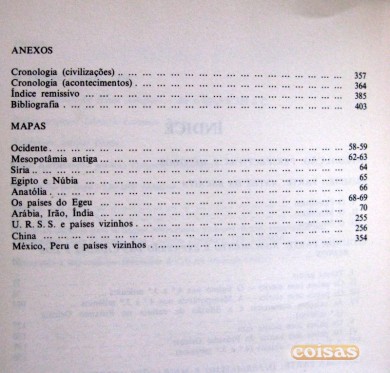 ANEXOS
Cronologia (civilizações) .. ... ... ... ... ... ... ... ... ... ... ... ... ... ... 357
Cronologia (acontecimentos) . ... ... ... ... ... ... ... ... ... ... ... ... ... 364
Índice remissivo ... ... ... ... ... ... ... ... ... ... ... ... ... ... ... ... 385
Bibliografia . ... ... ... ... ... ... ... ... ... ... ... ... ... ... ... ... ... 403
MAPAS
Ocidente ... ... ... ... ... ... ... ... ... ... ... ... ... ... ... ... ... 58-59
Mesopotâmia antiga ... ... ... ... ... ... ... ... ... ... ... ... ... ... 62-63
Síria .. ... ... ... ... ... ... ... ... ... ... ... ... ... ... ... ... ... 64
Egipto e Núbia ... ... ... ... ... ... ... ... ... ... ... ... ... ... ... 65
Anatólia . ... ... ... ... ... ... ... ... ... ... ... ... ... ... ... ... ... 66
Os países do Egeu ... ... ... ... ... ... ... ... ... ... ... ... ... ... 68-69
Arábia, Irão, Índia ... ... ... ... ... ... ... ... ... ... ... ... ... ... 70
U. R. S. S. e países vizinhos . ... ... ... ... ... ... ... ... ... ... ... ... 255
China ... ... ... ... ... ... ... ... ... ... ... ... ... ... ... ... ... 256
México, Peru e países vizinhos . ... ... ... ... ... ... ... ... ... ... ... 354
coisas